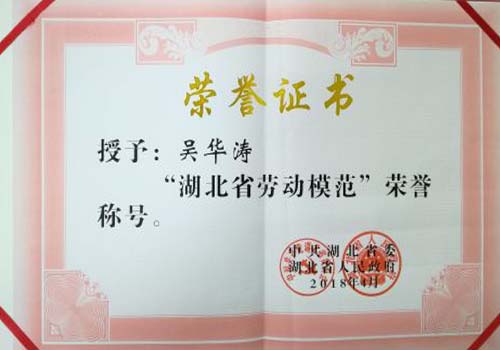 荣誉证书
授予：吴华涛
“湖北省劳动模范”荣誉
称号。
中共湖北省委
湖北省人民政府
2018年4月